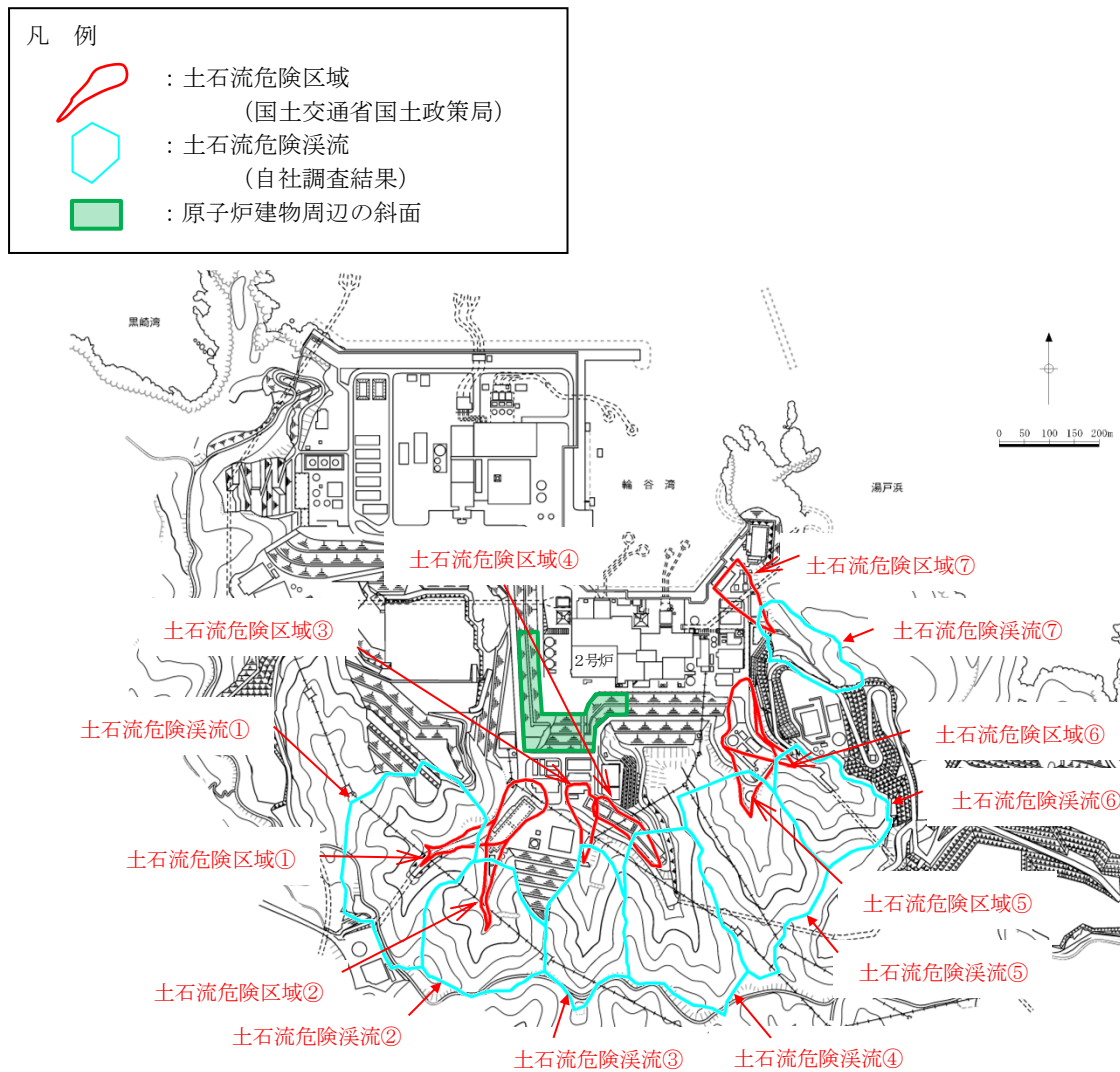 凡　例
：土石流危険区域
（国土交通省国土政策局）
：土石流危険渓流
（自社調査結果）
：原子炉建物周辺の斜面
黒崎湾
0 50 100 150 200m
輪谷湾
湯戸浜
土石流危険区域④
土石流危険区域⑦
土石流危険区域③
土石流危険渓流⑦
2号炉
土石流危険渓流①
土石流危険区域⑥
土石流危険渓流⑥
土石流危険区域①
土石流危険区域⑤
土石流危険渓流⑤
土石流危険区域②
土石流危険渓流②
土石流危険渓流③
土石流危険渓流④